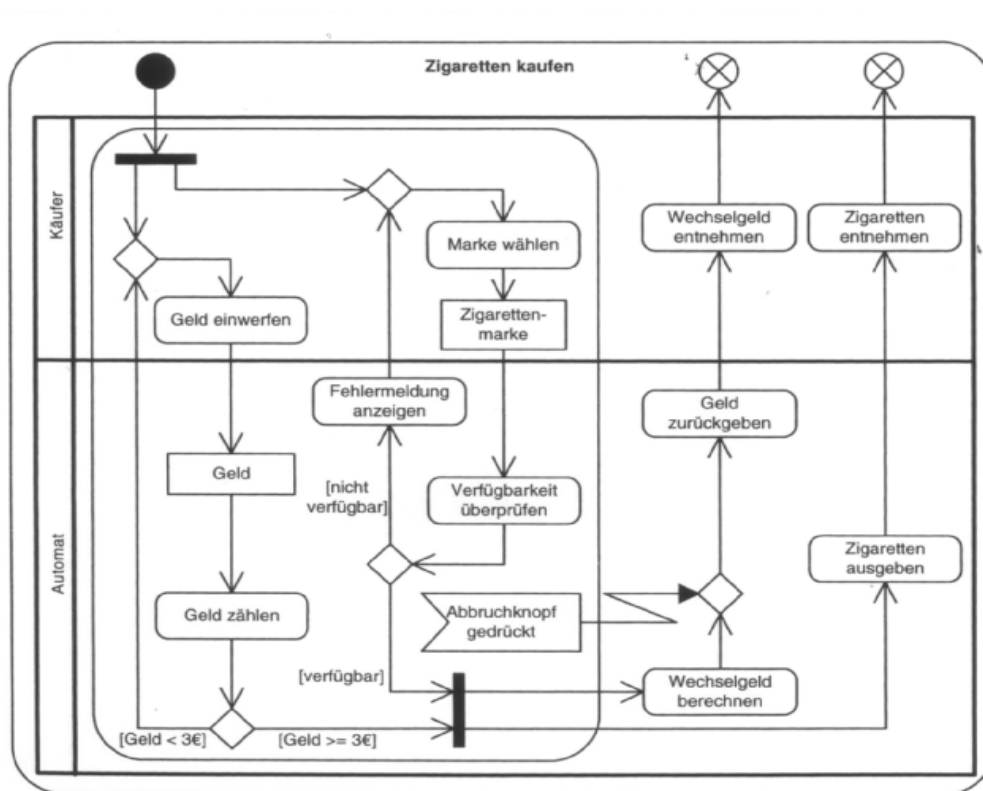 Zigaretten kaufen
Käufer
Wechselgeld
entnehmen
Zigaretten
entnehmen
Marke wählen
Geld einwerfen
Zigaretten-
marke
Automat
Fehlermeldung
anzeigen
Geld
zurückgeben
Geld
[nicht
verfügbar]
Verfügbarkeit
überprüfen
Zigaretten
ausgeben
Geld zählen
Abbruchknopf
gedrückt
[verfügbar]
Wechselgeld
berechnen
[Geld < 3€]
[Geld >= 3€]